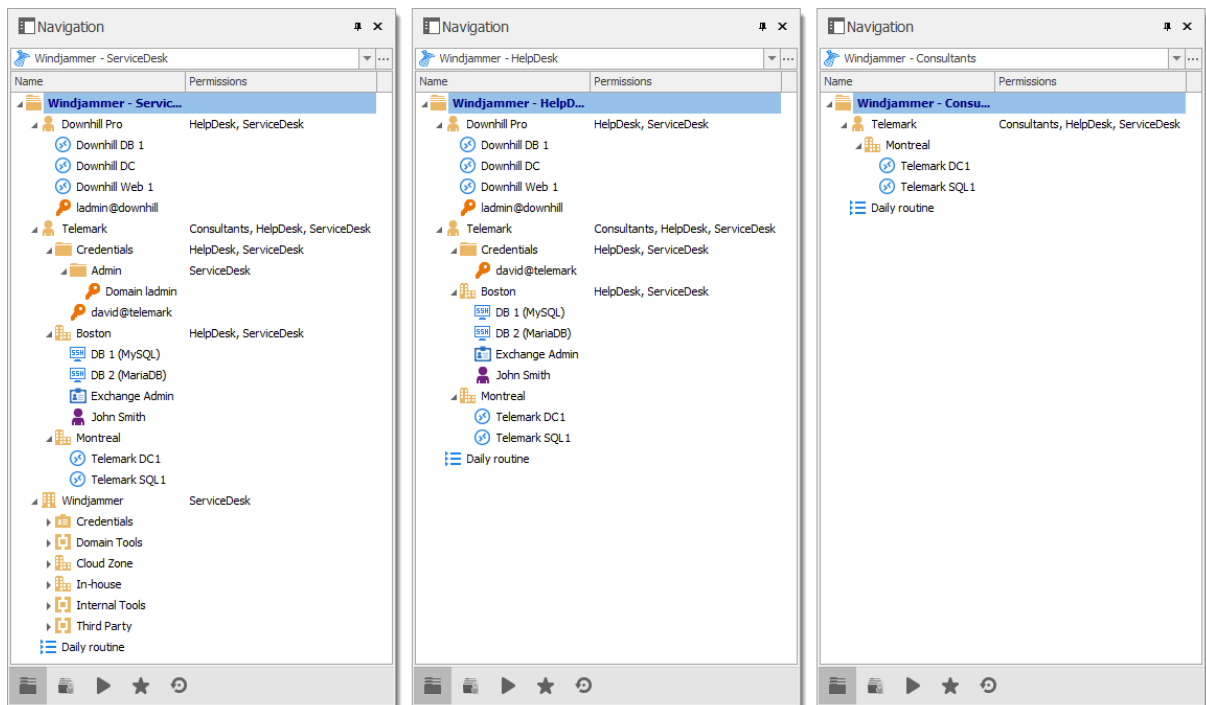 Navigation
Windjammer - ServiceDesk
Name Permissions
Windjammer - Servic...
Downhill Pro HelpDesk, ServiceDesk
Downhill DB 1
Downhill DC
Downhill Web 1
ladmin@downhill
Telemark Consultants, HelpDesk, ServiceDesk
Credentials HelpDesk, ServiceDesk
Admin ServiceDesk
Domain ladmin
david@telemark
Boston HelpDesk, ServiceDesk
SSH DB 1 (MySQL)
SSH DB 2 (MariaDB)
Exchange Admin
John Smith
Montreal
Telemark DC1
Telemark SQL1
Windjammer ServiceDesk
Credentials
Domain Tools
Cloud Zone
In-house
Internal Tools
Third Party
Daily routine
Navigation
Windjammer - HelpDesk
Name Permissions
Windjammer - HelpD...
Downhill Pro HelpDesk, ServiceDesk
Downhill DB 1
Downhill DC
Downhill Web 1
ladmin@downhill
Telemark Consultants, HelpDesk, ServiceDesk
Credentials HelpDesk, ServiceDesk
david@telemark
Boston HelpDesk, ServiceDesk
SSH DB 1 (MySQL)
SSH DB 2 (MariaDB)
Exchange Admin
John Smith
Montreal
Telemark DC1
Telemark SQL1
Daily routine
Navigation
Windjammer - Consultants
Name Permissions
Windjammer - Consu...
Telemark Consultants, HelpDesk, ServiceDesk
Montreal
Telemark DC1
Telemark SQL1
Daily routine